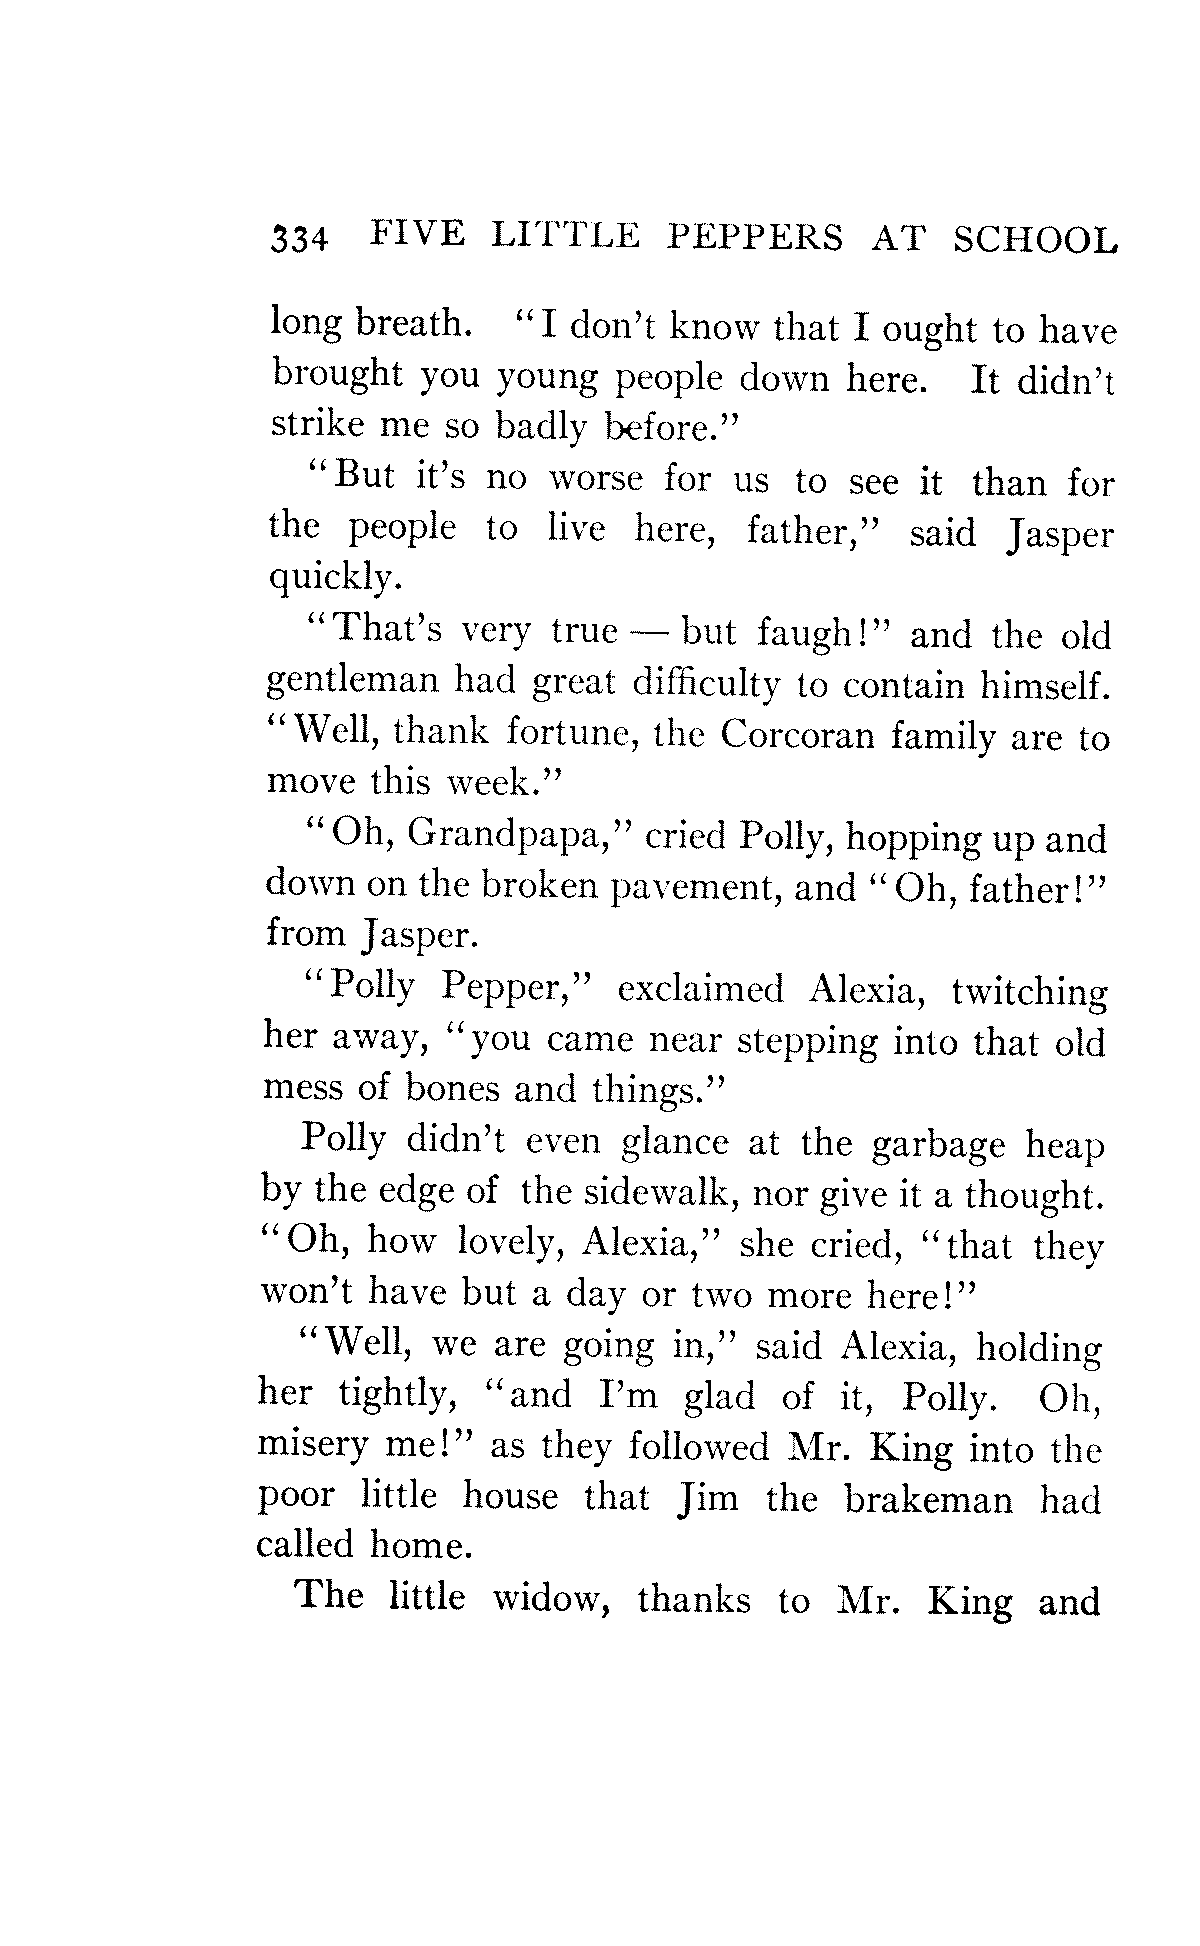 334 FIVE LITTLE PEPPERS AT SCHOOL
long breath. "I don't know that I ought to have
brought you young people down here. It didn't
strike me so badly before."
"But it's no worse for us to see it than for
the people to live here, father," said Jasper
quickly.
"That's very true — but faugh!" and the old
gentleman had great difficulty to contain himself.
"Well, thank fortune, the Corcoran family are to
move this week."
"Oh, Grandpapa," cried Polly, hopping up and
down on the broken pavement, and "Oh, father!"
from Jasper.
"Polly Pepper," exclaimed Alexia, twitching
her away, "you came near stepping into that old
mess of bones and things."
Polly didn't even glance at the garbage heap
by the edge of the sidewalk, nor give it a thought.
"Oh, how lovely, Alexia," she cried, "that they
won't have but a day or two more here!"
"Well, we are going in," said Alexia, holding
her tightly, "and I'm glad of it, Polly. Oh,
misery me!" as they followed Mr. King into the
poor little house that Jim the brakeman had
called home.
The little widow, thanks to Mr. King and